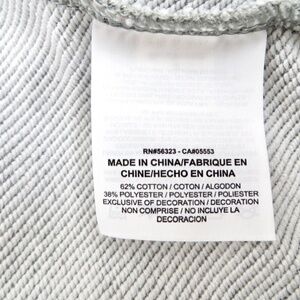 RN#56323 - CA#05553
MADE IN CHINA/FABRIQUE EN
CHINE/HECHO EN CHINA
62% COTTON / COTON / ALGODON
38% POLYESTER / POLYESTER / POLIESTER
EXCLUSIVE OF DECORATION / DECORATION
NON COMPRISE / NO INCLUYE LA
DECORACION